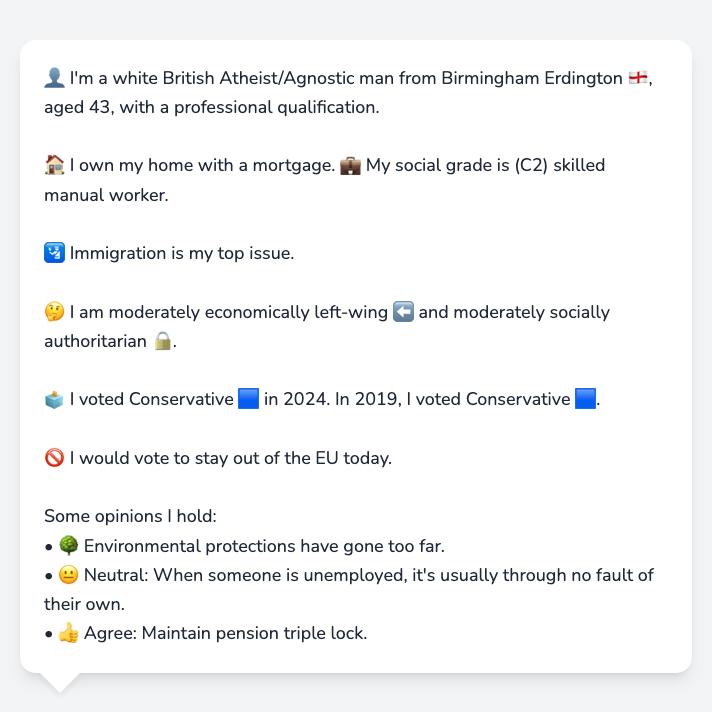 👤 I'm a white British Atheist/Agnostic man from Birmingham Erdington 🏴󠁧󠁢󠁥󠁮󠁧󠁿,
aged 43, with a professional qualification.
🏠 I own my home with a mortgage. 💼 My social grade is (C2) skilled
manual worker.
🛂 Immigration is my top issue.
🤔 I am moderately economically left-wing ⬅️ and moderately socially
authoritarian 🔒.
🗳️ I voted Conservative 🟦 in 2024. In 2019, I voted Conservative 🟦.
🚫 I would vote to stay out of the EU today.
Some opinions I hold:
• 🌳 Environmental protections have gone too far.
• 😐 Neutral: When someone is unemployed, it's usually through no fault of
their own.
• 👍 Agree: Maintain pension triple lock.